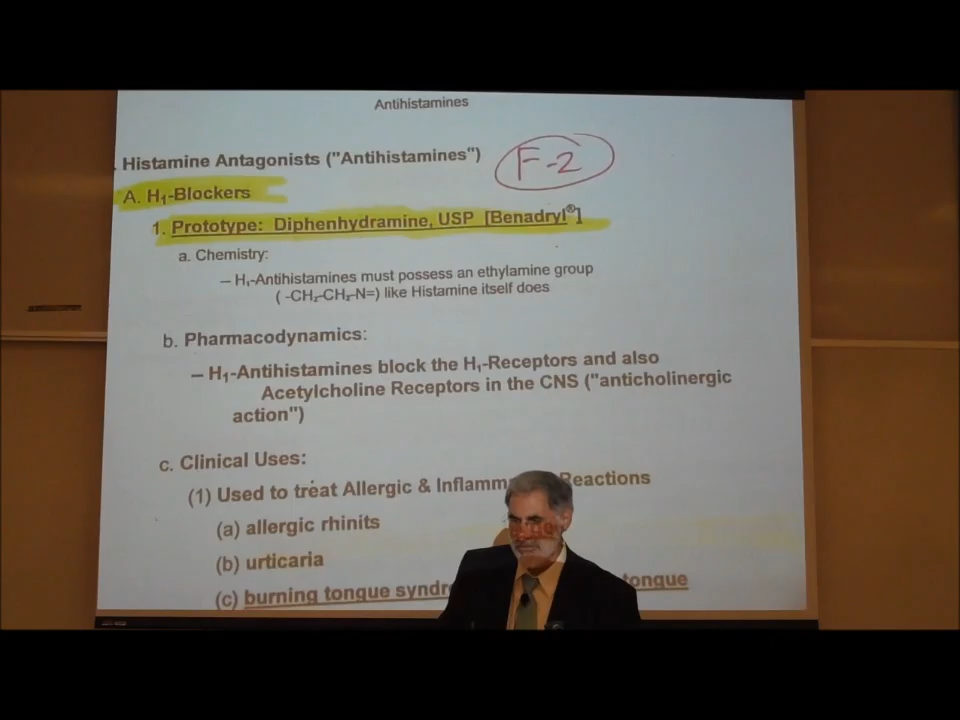 Antihistamines
Histamine Antagonists ("Antihistamines")
F-2
A. H₁-Blockers
1. Prototype: Diphenhydramine, USP [Benadryl®]
a. Chemistry:
– H₁-Antihistamines must possess an ethylamine group
( -CH₂-CH₂-N=) like Histamine itself does
b. Pharmacodynamics:
– H₁-Antihistamines block the H₁-Receptors and also
Acetylcholine Receptors in the CNS ("anticholinergic
action")
c. Clinical Uses:
(1) Used to treat Allergic & Inflamm Reactions
(a) allergic rhinits
(b) urticaria
(c) burning tongue syndr tongue